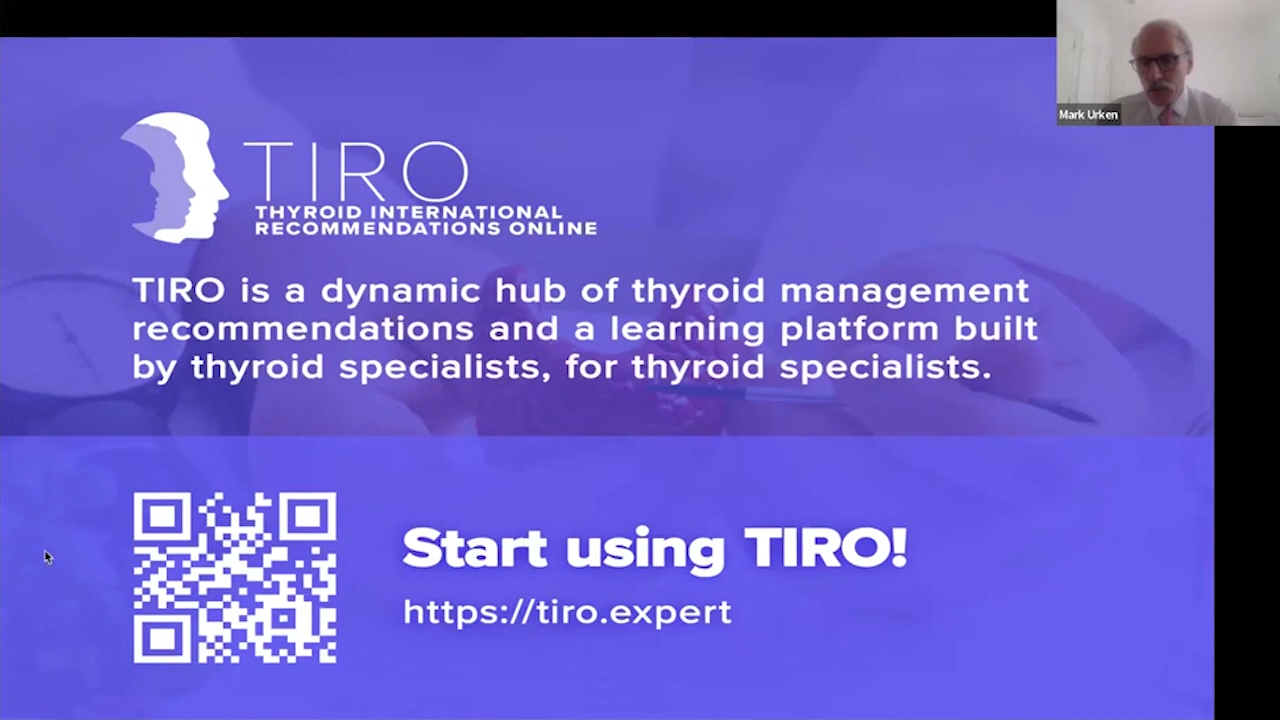 Mark Urken
TIRO
THYROID INTERNATIONAL
RECOMMENDATIONS ONLINE
TIRO is a dynamic hub of thyroid management
recommendations and a learning platform built
by thyroid specialists, for thyroid specialists.
Start using TIRO!
https://tiro.expert